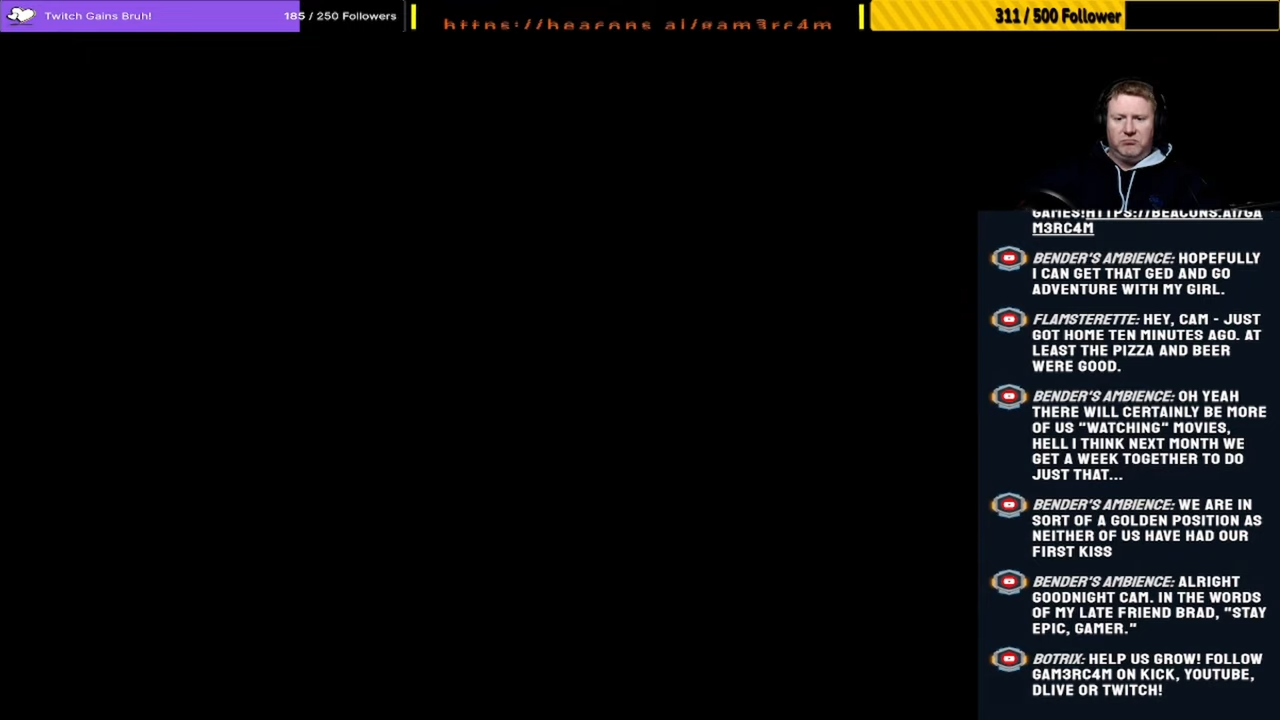 Twitch Gains Bruh!
185 / 250 Followers
https://beacons.ai/gam3rc4m
311 / 500 Follower
GAMES!HTTPS://BEACONS.AI/GA
M3RC4M
BENDER'S AMBIENCE: HOPEFULLY
I CAN GET THAT GED AND GO
ADVENTURE WITH MY GIRL.
FLAMSTERETTE: HEY, CAM - JUST
GOT HOME TEN MINUTES AGO. AT
LEAST THE PIZZA AND BEER
WERE GOOD.
BENDER'S AMBIENCE: OH YEAH
THERE WILL CERTAINLY BE MORE
OF US "WATCHING" MOVIES,
HELL I THINK NEXT MONTH WE
GET A WEEK TOGETHER TO DO
JUST THAT...
BENDER'S AMBIENCE: WE ARE IN
SORT OF A GOLDEN POSITION AS
NEITHER OF US HAVE HAD OUR
FIRST KISS
BENDER'S AMBIENCE: ALRIGHT
GOODNIGHT CAM. IN THE WORDS
OF MY LATE FRIEND BRAD, "STAY
EPIC, GAMER."
BOTRIX: HELP US GROW! FOLLOW
GAM3RC4M ON KICK, YOUTUBE,
DLIVE OR TWITCH!